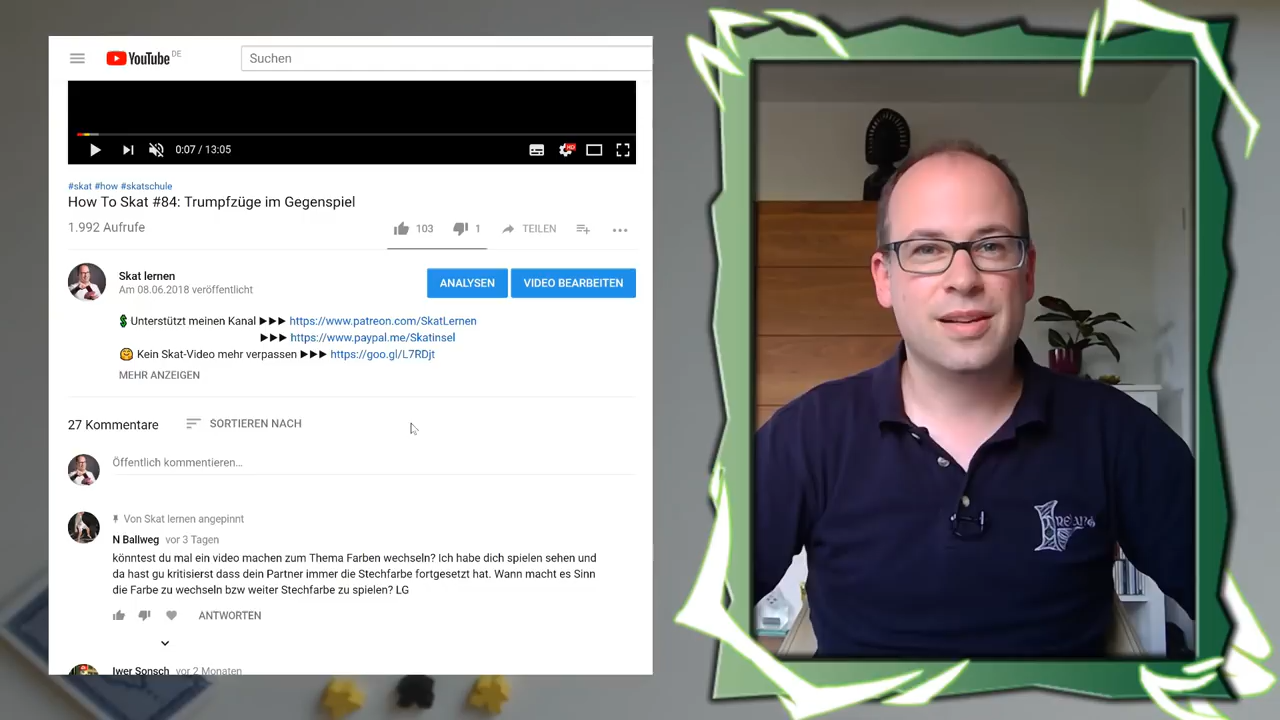 YouTube DE
Suchen
0:07 / 13:05
HD
#skat #how #skatschule
How To Skat #84: Trumpfzüge im Gegenspiel
1.992 Aufrufe
103
1
TEILEN
Skat lernen
Am 08.06.2018 veröffentlicht
ANALYSEN
VIDEO BEARBEITEN
Unterstützt meinen Kanal ►►► https://www.patreon.com/SkatLernen
►►► https://www.paypal.me/Skatinsel
Kein Skat-Video mehr verpassen ►►► https://goo.gl/L7RDjt
MEHR ANZEIGEN
27 Kommentare
SORTIEREN NACH
Öffentlich kommentieren...
Von Skat lernen angepinnt
N Ballweg vor 3 Tagen
könntest du mal ein video machen zum Thema Farben wechseln? Ich habe dich spielen sehen und
da hast gu kritisierst dass dein Partner immer die Stechfarbe fortgesetzt hat. Wann macht es Sinn
die Farbe zu wechseln bzw weiter Stechfarbe zu spielen? LG
ANTWORTEN
Iwer Sonsch vor 2 Monaten